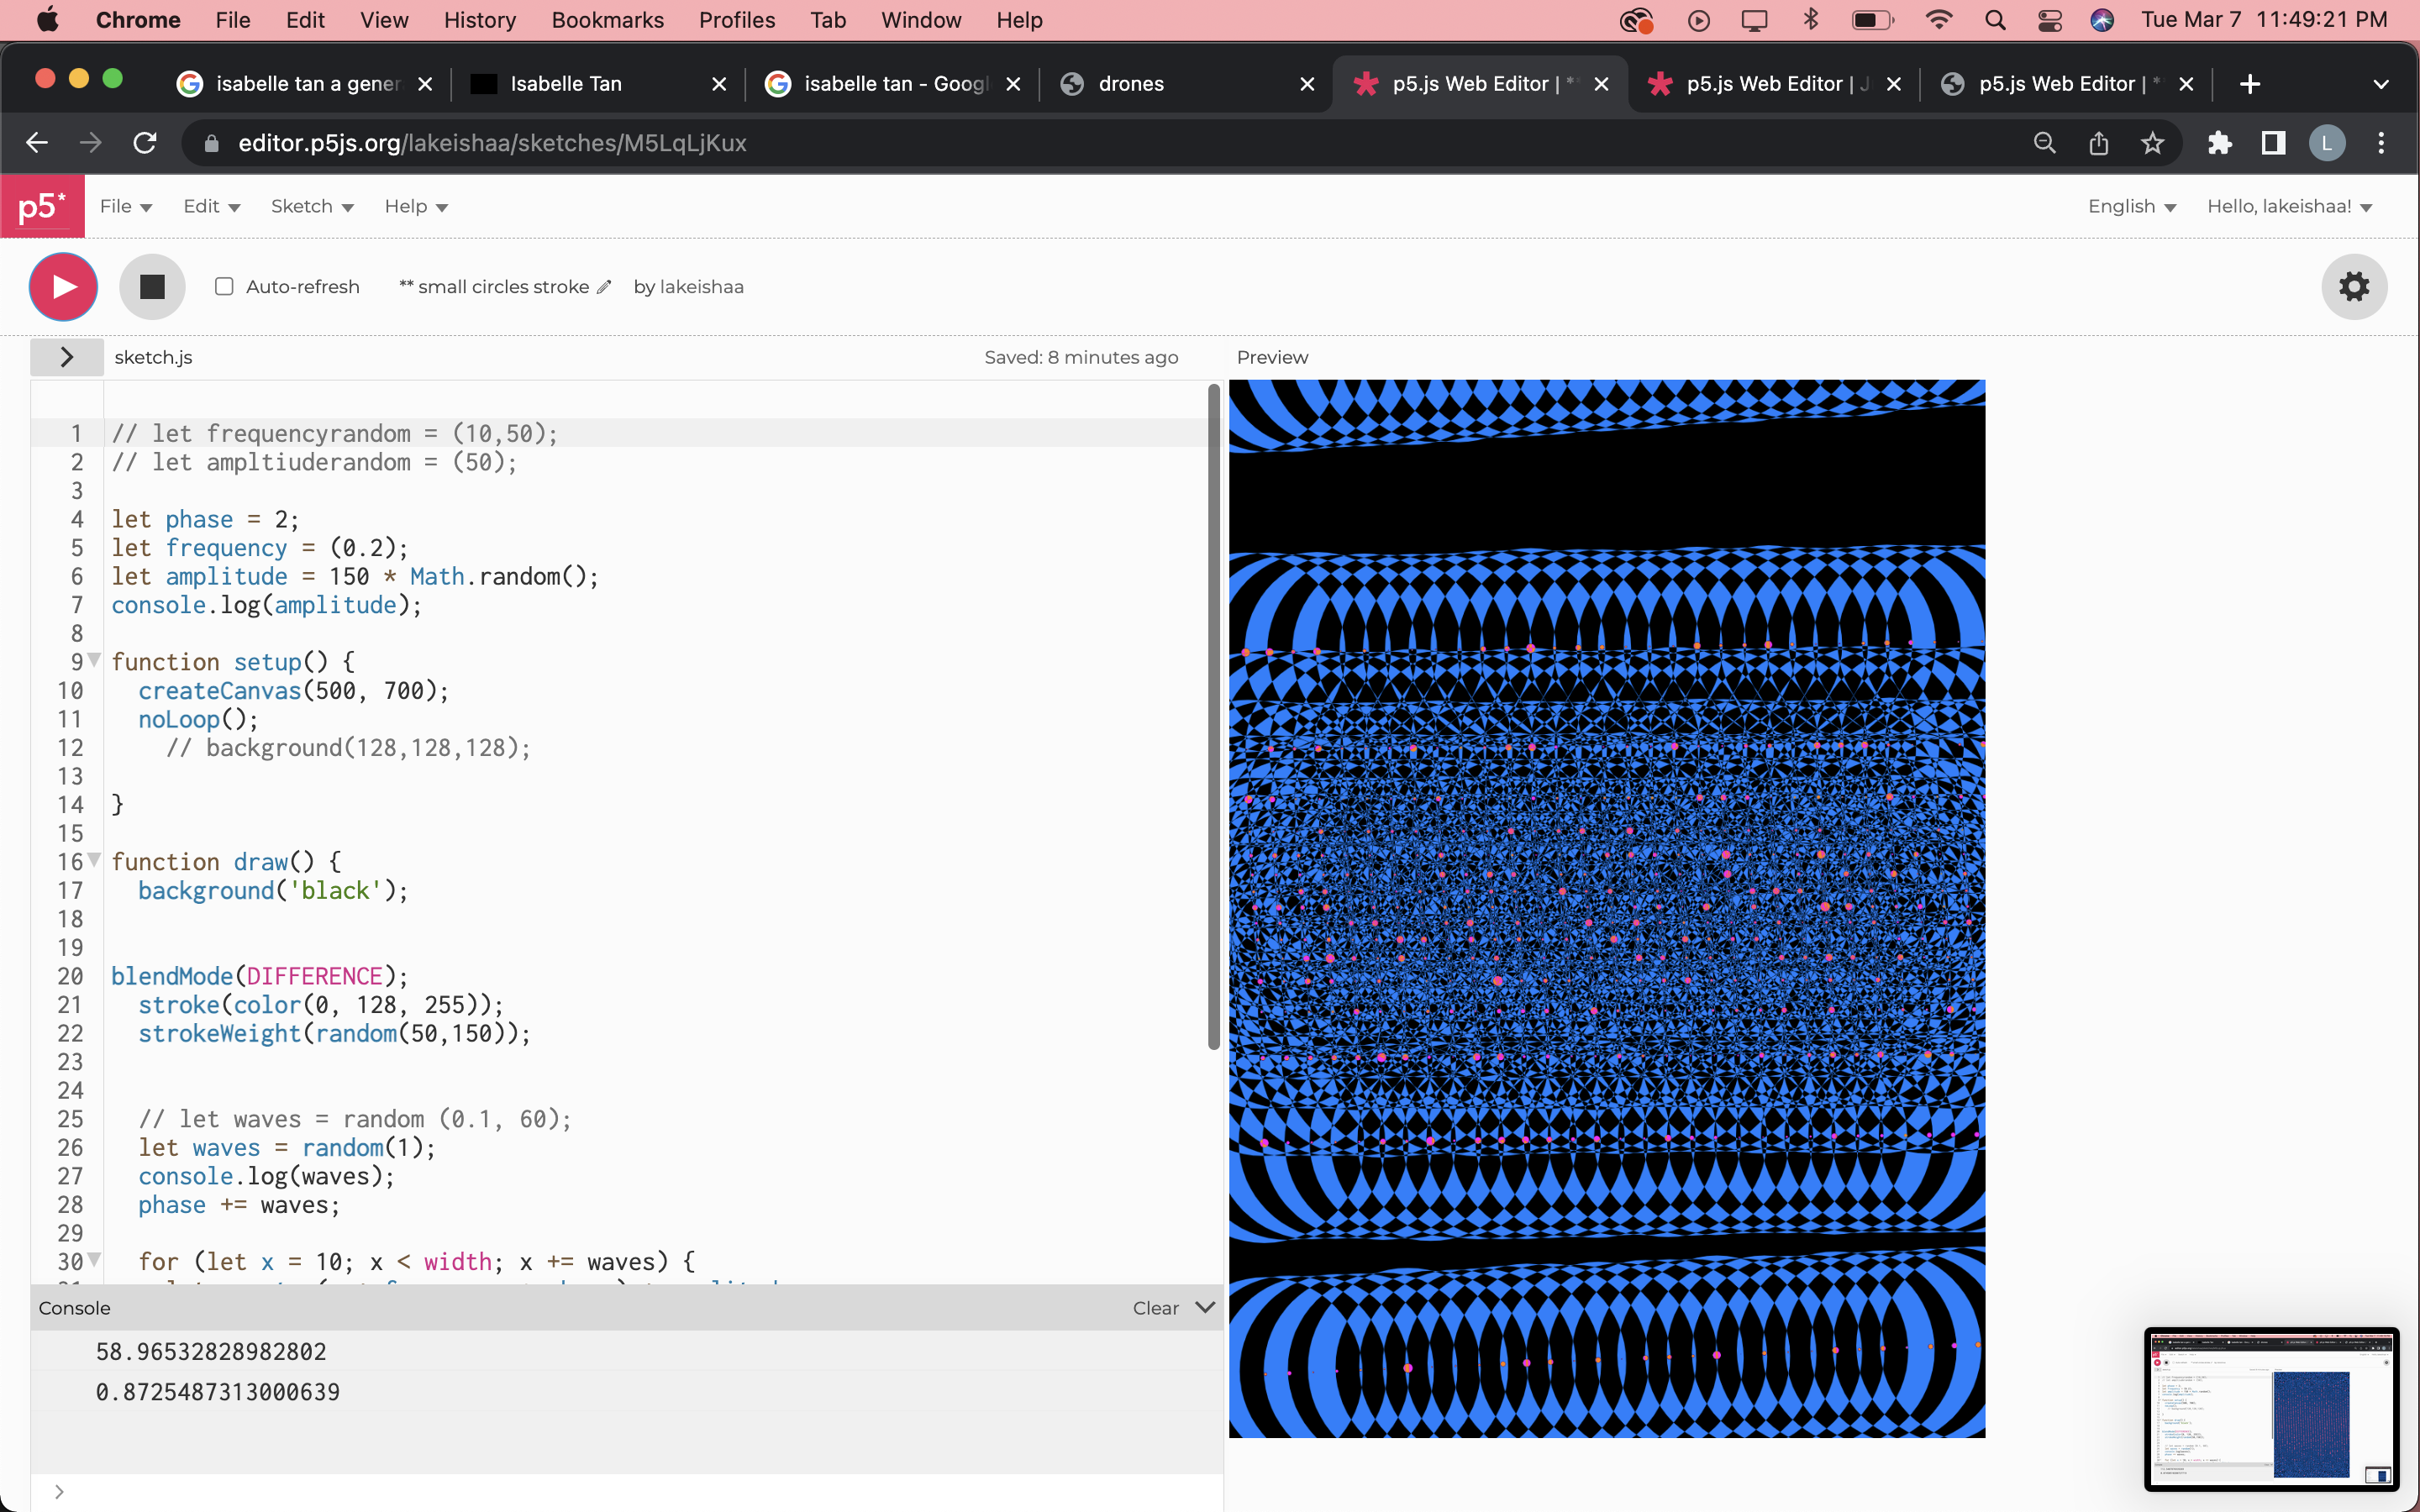 Chrome File Edit View History Bookmarks Profiles Tab Window Help Tue Mar 7 11:49:21 PM
isabelle tan a gener Isabelle Tan isabelle tan - Googl drones p5.js Web Editor | * p5.js Web Editor | J p5.js Web Editor | *
editor.p5js.org/lakeishaa/sketches/M5LqLjKux L
p5* File Edit Sketch Help English Hello, lakeishaa!
Auto-refresh ** small circles stroke by lakeishaa
sketch.js Saved: 8 minutes ago Preview
1 // let frequencyrandom = (10,50);
2 // let ampltiuderandom = (50);
3
4 let phase = 2;
5 let frequency = (0.2);
6 let amplitude = 150 * Math.random();
7 console.log(amplitude);
8
9 function setup() {
10 createCanvas(500, 700);
11 noLoop();
12 // background(128,128,128);
13
14 }
15
16 function draw() {
17 background('black');
18
19
20 blendMode(DIFFERENCE);
21 stroke(color(0, 128, 255));
22 strokeWeight(random(50,150));
23
24
25 // let waves = random (0.1, 60);
26 let waves = random(1);
27 console.log(waves);
28 phase += waves;
29
30 for (let x = 10; x < width; x += waves) {
Console Clear
58.96532828982802
0.8725487313000639